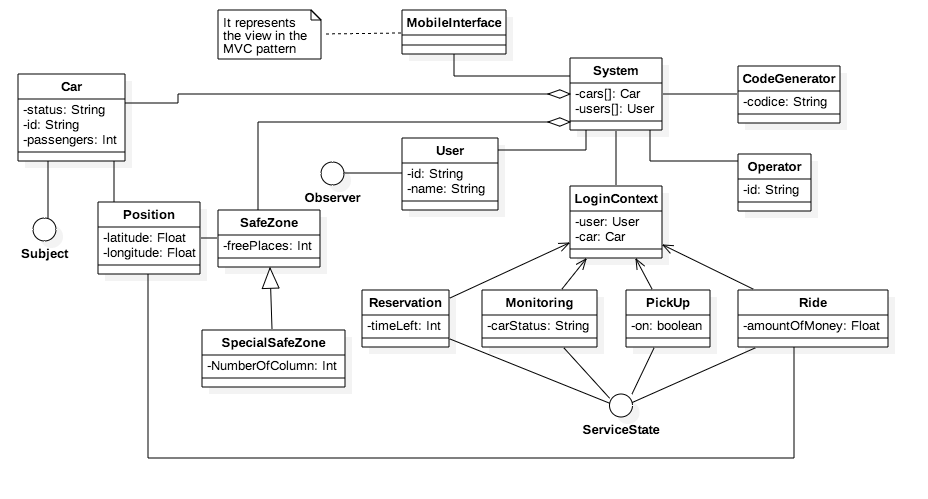 It represents
the view in the
MVC pattern
MobileInterface
Car
-status: String
-id: String
-passengers: Int
System
-cars[]: Car
-users[]: User
CodeGenerator
-codice: String
User
-id: String
-name: String
Observer
Operator
-id: String
LoginContext
-user: User
-car: Car
Subject
Position
-latitude: Float
-longitude: Float
SafeZone
-freePlaces: Int
Reservation
-timeLeft: Int
Monitoring
-carStatus: String
PickUp
-on: boolean
Ride
-amountOfMoney: Float
SpecialSafeZone
-NumberOfColumn: Int
ServiceState